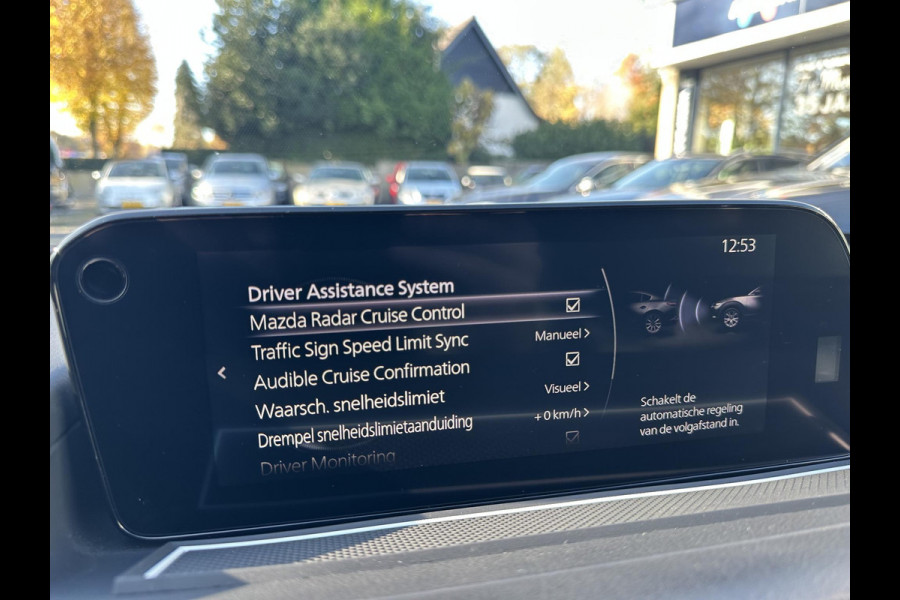 12:53
Driver Assistance System
Mazda Radar Cruise Control
Traffic Sign Speed Limit Sync Manueel >
Audible Cruise Confirmation
Waarsch. snelheidslimiet Visueel >
Drempel snelheidslimietaanduiding +0 km/h >
Driver Monitoring
<
Schakelt de
automatische regeling
van de volgafstand in.